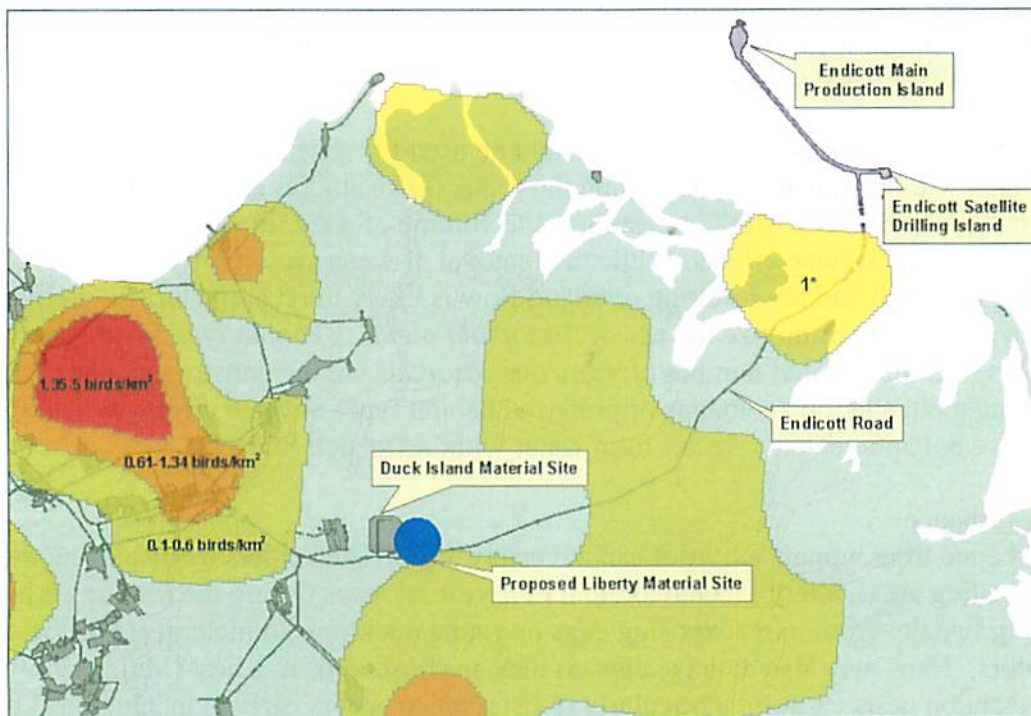 Endicott Main
Production Island
Endicott Satellite
Drilling Island
1*
1.35-5 birds/km²
Endicott Road
0.61-1.34 birds/km²
Duck Island Material Site
0.1-0.6 birds/km²
Proposed Liberty Material Site